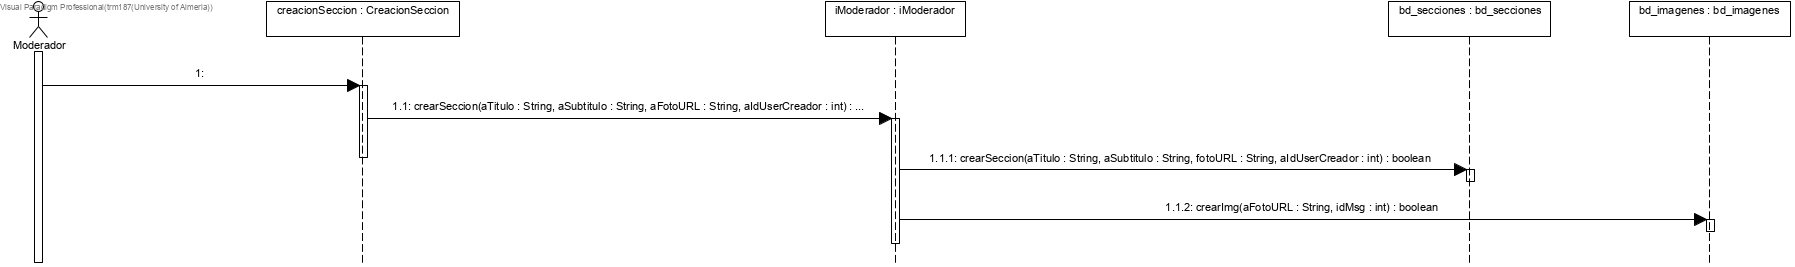 Visual Paradigm Professional(trm187(University of Almeria))
creacionSeccion : CreacionSeccion
iModerador : iModerador
bd_secciones : bd_secciones
bd_imagenes : bd_imagenes
Moderador
1:
1.1: crearSeccion(aTitulo : String, aSubtitulo : String, aFotoURL : String, aIdUserCreador : int) : ...
1.1.1: crearSeccion(aTitulo : String, aSubtitulo : String, fotoURL : String, aIdUserCreador : int) : boolean
1.1.2: crearImg(aFotoURL : String, idMsg : int) : boolean